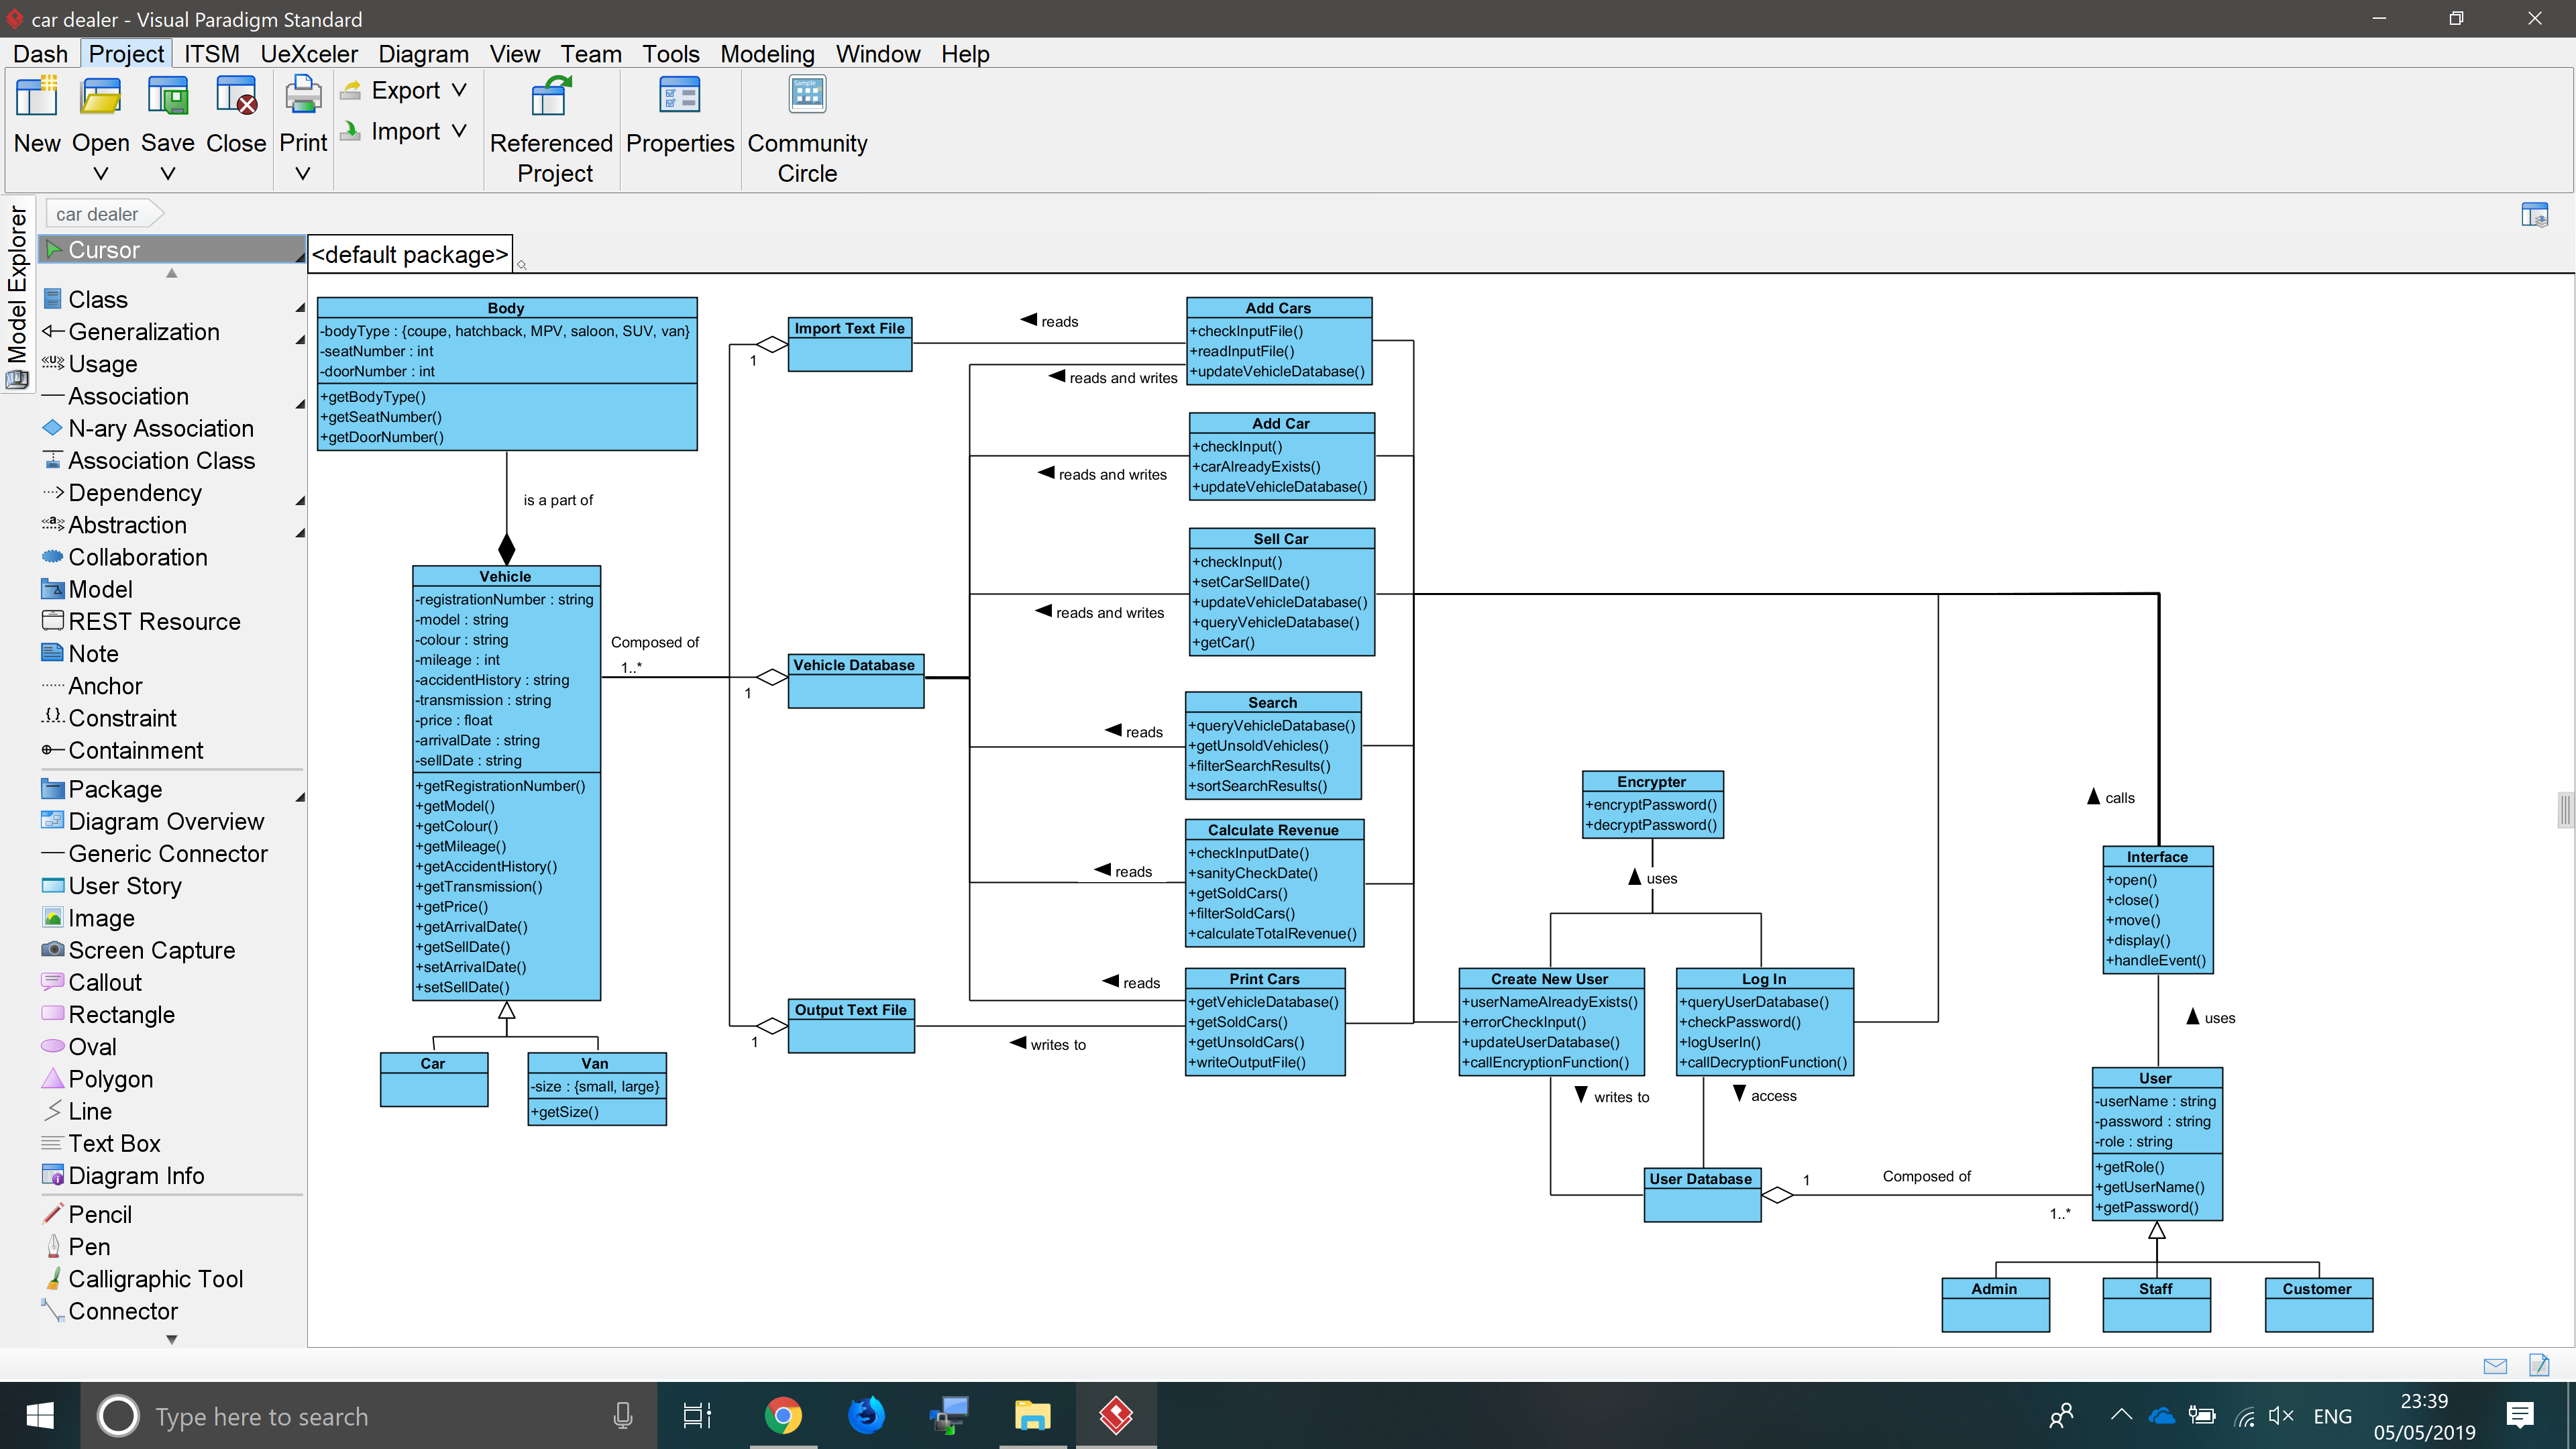 car dealer - Visual Paradigm Standard
Dash Project ITSM UeXceler Diagram View Team Tools Modeling Window Help
New Open Save Close Print Export Import Referenced Project Properties Community Circle
Model Explorer
car dealer
Cursor
<default package>
Class
Generalization
Usage
Association
N-ary Association
Association Class
Dependency
Abstraction
Collaboration
Model
REST Resource
Note
Anchor
Constraint
Containment
Package
Diagram Overview
Generic Connector
User Story
Image
Screen Capture
Callout
Rectangle
Oval
Polygon
Line
Text Box
Diagram Info
Pencil
Pen
Calligraphic Tool
Connector
Body
-bodyType : {coupe, hatchback, MPV, saloon, SUV, van}
-seatNumber : int
-doorNumber : int
+getBodyType()
+getSeatNumber()
+getDoorNumber()
is a part of
Vehicle
-registrationNumber : string
-model : string
-colour : string
-mileage : int
-accidentHistory : string
-transmission : string
-price : float
-arrivalDate : string
-sellDate : string
+getRegistrationNumber()
+getModel()
+getColour()
+getMileage()
+getAccidentHistory()
+getTransmission()
+getPrice()
+getArrivalDate()
+getSellDate()
+setArrivalDate()
+setSellDate()
Car
Van
-size : {small, large}
+getSize()
Composed of
1..*
1
Import Text File
1
Vehicle Database
1
Output Text File
reads
reads and writes
reads and writes
reads and writes
reads
reads
reads
writes to
Add Cars
+checkInputFile()
+readInputFile()
+updateVehicleDatabase()
Add Car
+checkInput()
+carAlreadyExists()
+updateVehicleDatabase()
Sell Car
+checkInput()
+setCarSellDate()
+updateVehicleDatabase()
+queryVehicleDatabase()
+getCar()
Search
+queryVehicleDatabase()
+getUnsoldVehicles()
+filterSearchResults()
+sortSearchResults()
Calculate Revenue
+checkInputDate()
+sanityCheckDate()
+getSoldCars()
+filterSoldCars()
+calculateTotalRevenue()
Print Cars
+getVehicleDatabase()
+getSoldCars()
+getUnsoldCars()
+writeOutputFile()
Encrypter
+encryptPassword()
+decryptPassword()
uses
Create New User
+userNameAlreadyExists()
+errorCheckInput()
+updateUserDatabase()
+callEncryptionFunction()
Log In
+queryUserDatabase()
+checkPassword()
+logUserIn()
+callDecryptionFunction()
writes to
access
User Database
1
Composed of
1..*
calls
Interface
+open()
+close()
+move()
+display()
+handleEvent()
uses
User
-userName : string
-password : string
-role : string
+getRole()
+getUserName()
+getPassword()
Admin
Staff
Customer
Type here to search
ENG
23:39
05/05/2019